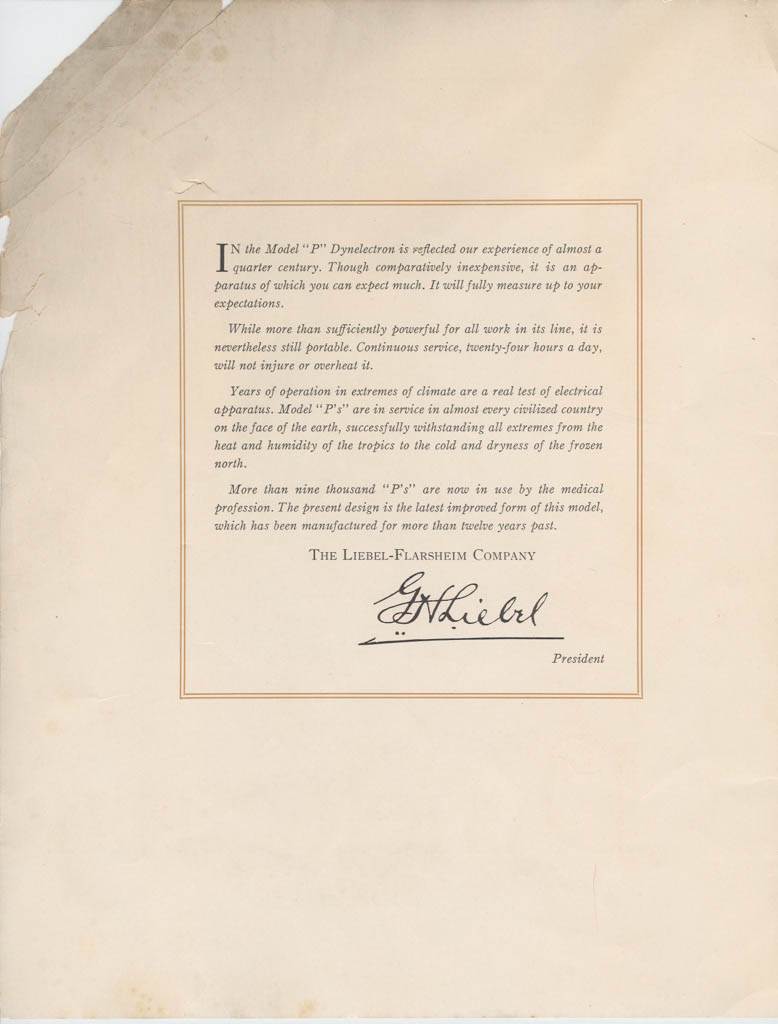 IN the Model "P" Dynelectron is reflected our experience of almost a
quarter century. Though comparatively inexpensive, it is an ap-
paratus of which you can expect much. It will fully measure up to your
expectations.
While more than sufficiently powerful for all work in its line, it is
nevertheless still portable. Continuous service, twenty-four hours a day,
will not injure or overheat it.
Years of operation in extremes of climate are a real test of electrical
apparatus. Model "P's" are in service in almost every civilized country
on the face of the earth, successfully withstanding all extremes from the
heat and humidity of the tropics to the cold and dryness of the frozen
north.
More than nine thousand "P's" are now in use by the medical
profession. The present design is the latest improved form of this model,
which has been manufactured for more than twelve years past.
THE LIEBEL-FLARSHEIM COMPANY
GHLiebel
President